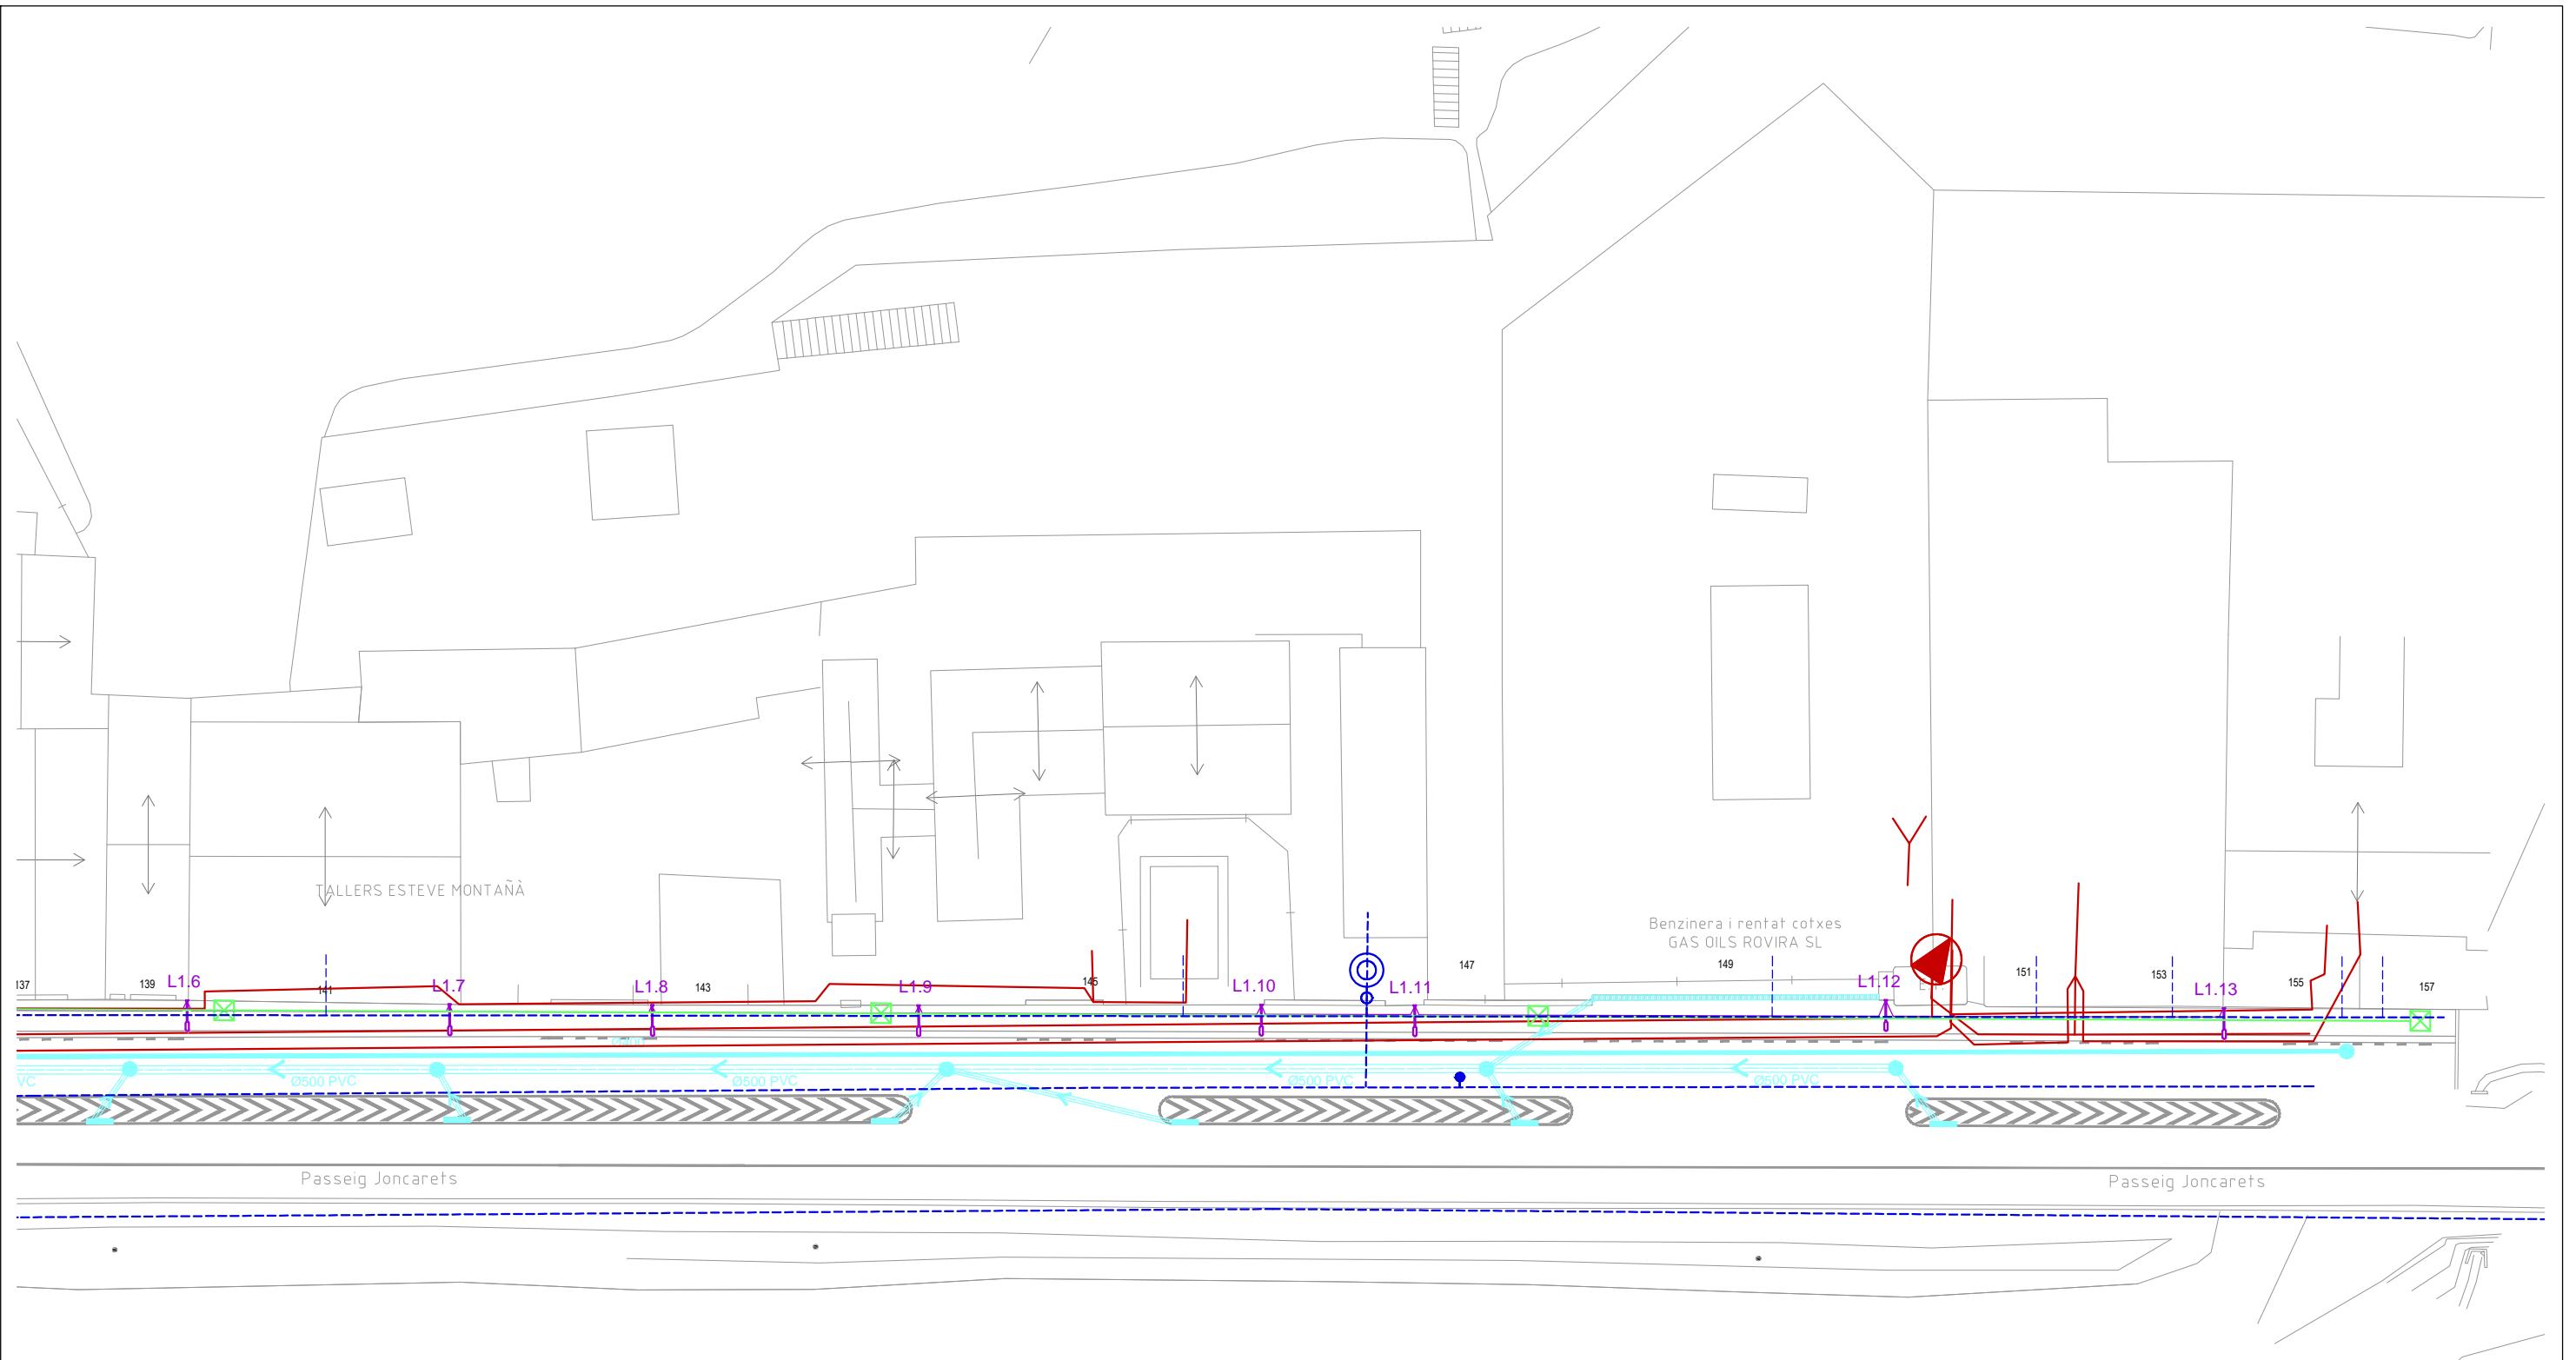 TALLERS ESTEVE MONTAÑÀ
Benzinera i rentat cotxes
GAS OILS ROVIRA SL
137
139
L1.6
141
L1.7
L1.8
143
L1.9
145
L1.10
L1.11
147
149
L1.12
151
153
L1.13
155
157
VC
Ø500 PVC
Ø500 PVC
Ø500 PVC
Ø500 PVC
Passeig Joncarets
Passeig Joncarets